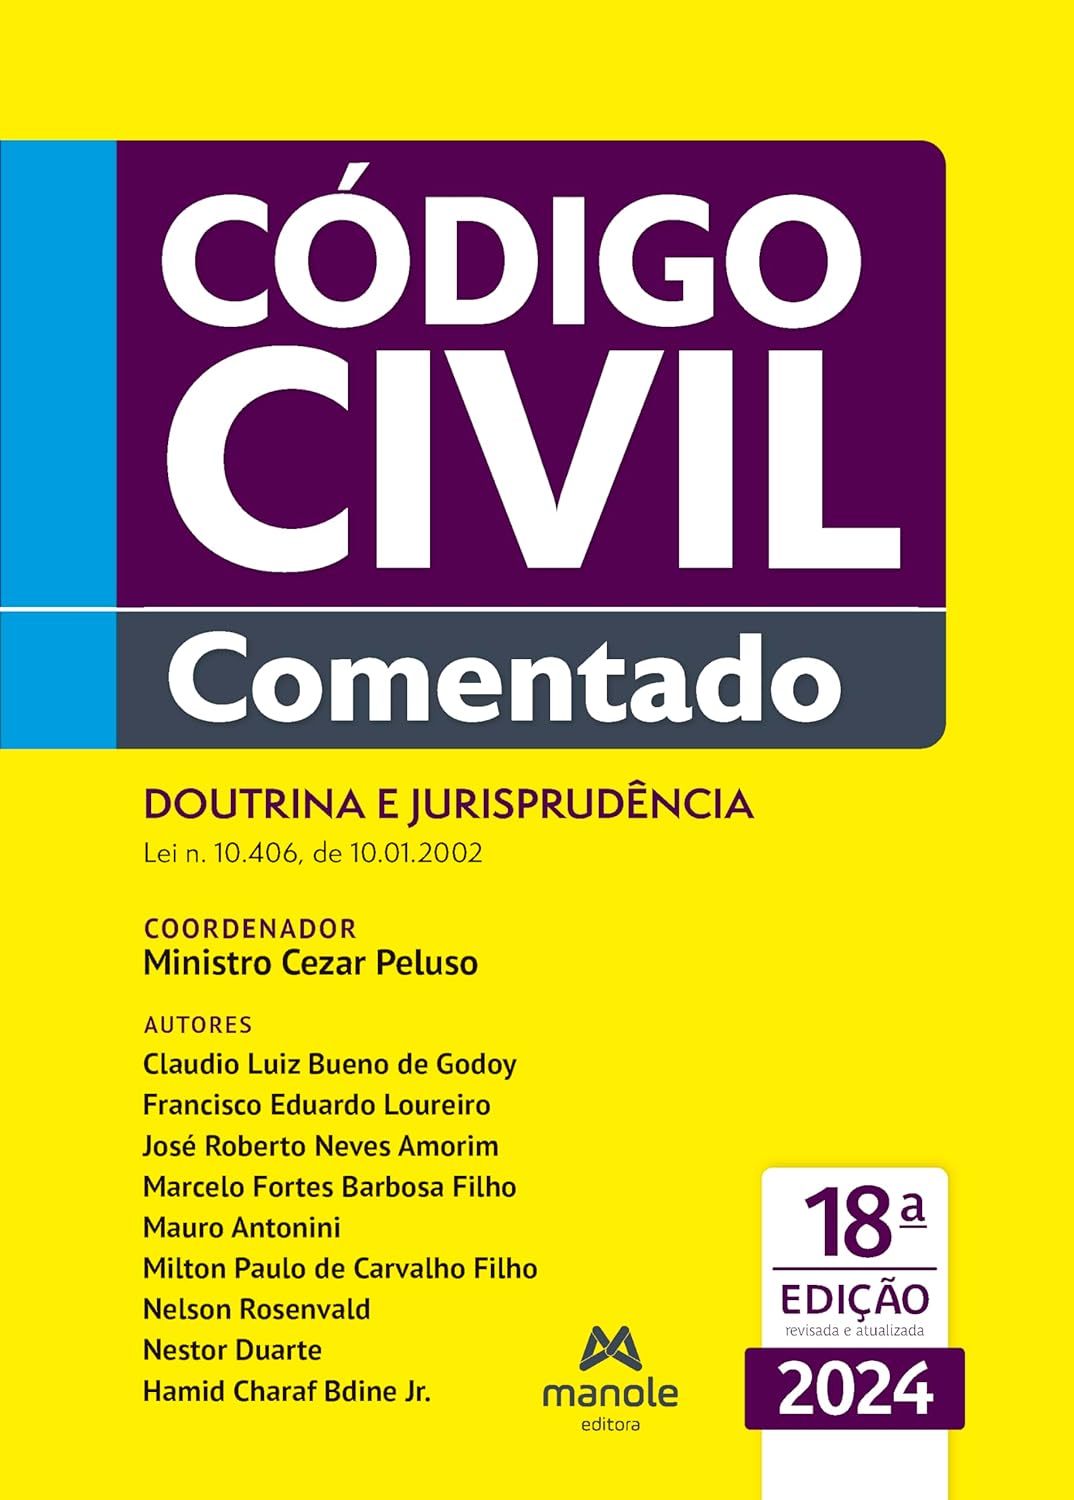 CÓDIGO
CIVIL
Comentado
DOUTRINA E JURISPRUDÊNCIA
Lei n. 10.406, de 10.01.2002
COORDENADOR
Ministro Cezar Peluso
AUTORES
Claudio Luiz Bueno de Godoy
Francisco Eduardo Loureiro
José Roberto Neves Amorim
Marcelo Fortes Barbosa Filho
Mauro Antonini
Milton Paulo de Carvalho Filho
Nelson Rosenvald
Nestor Duarte
Hamid Charaf Bdine Jr.
manole
editora
18ª
EDIÇÃO
revisada e atualizada
2024